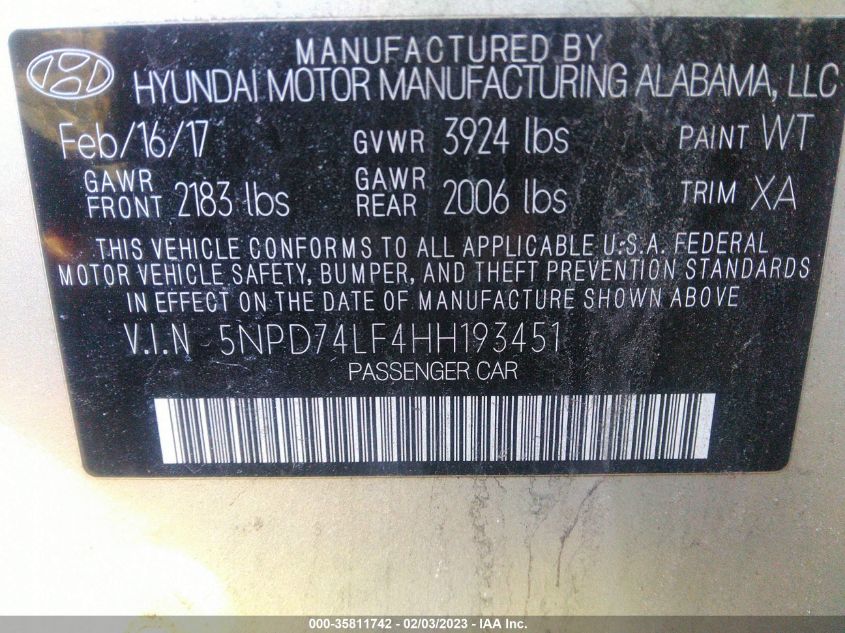 MANUFACTURED BY
HYUNDAI MOTOR MANUFACTURING ALABAMA, LLC
Feb/16/17 GVWR 3924 lbs PAINT WT
GAWR FRONT 2183 lbs GAWR REAR 2006 lbs TRIM XA
THIS VEHICLE CONFORMS TO ALL APPLICABLE U.S.A. FEDERAL
MOTOR VEHICLE SAFETY, BUMPER, AND THEFT PREVENTION STANDARDS
IN EFFECT ON THE DATE OF MANUFACTURE SHOWN ABOVE
V.I.N 5NPD74LF4HH193451
PASSENGER CAR
000-35811742 - 02/03/2023 - IAAI.com